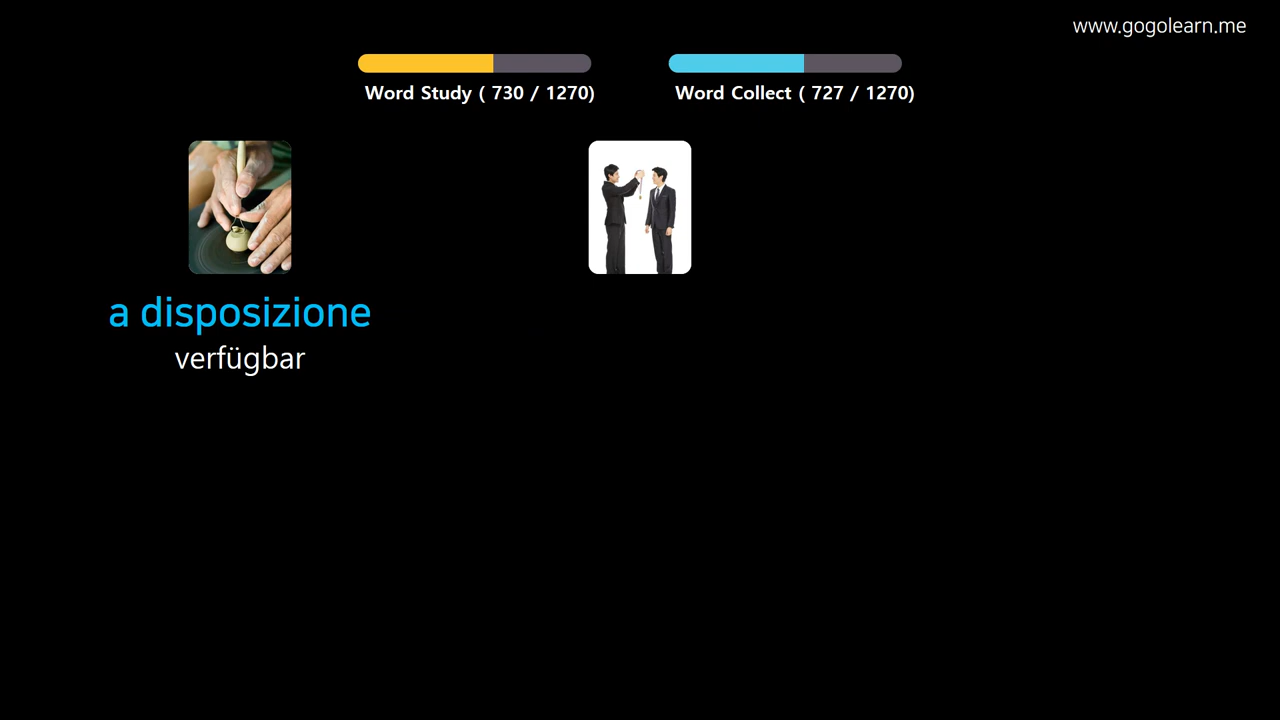 www.gogolearn.me
Word Study ( 730 / 1270)
Word Collect ( 727 / 1270)
a disposizione
verfügbar